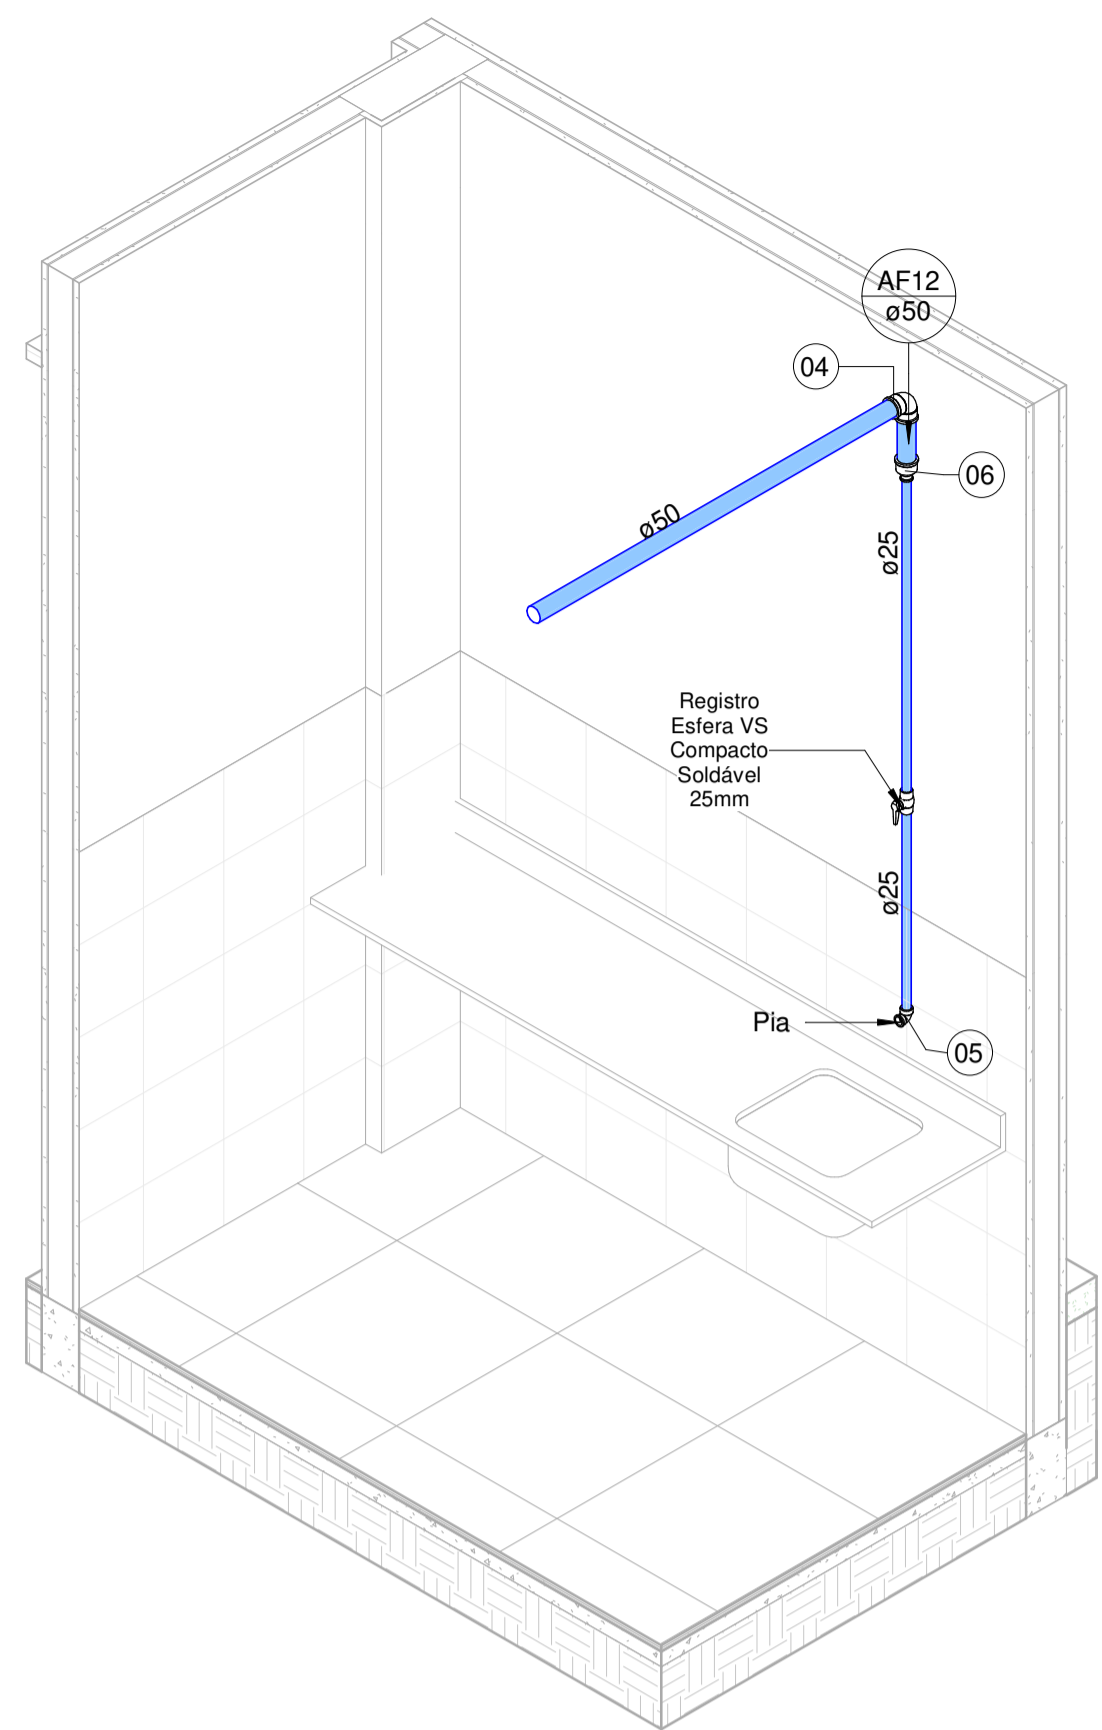 AF12
ø50
04
06
ø50
ø25
Registro
Esfera VS
Compacto
Soldável
25mm
ø25
Pia
05